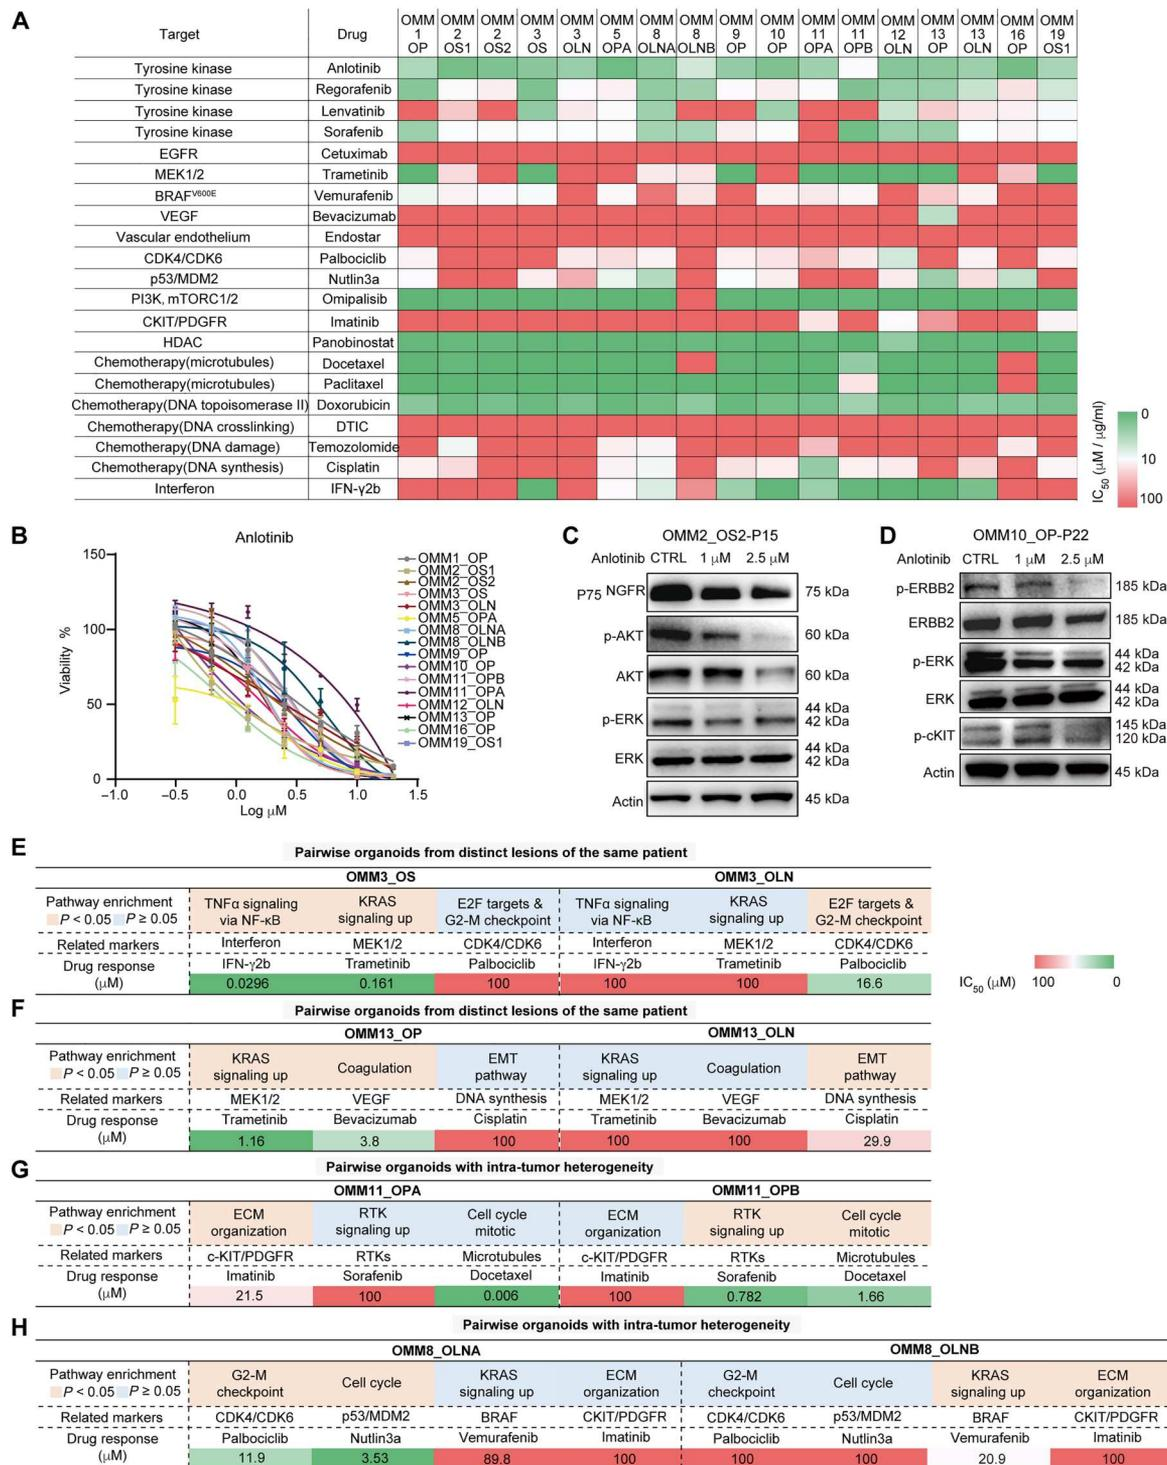 A
Target Drug OMM 1 OP OMM 2 OS1 OMM 2 OS2 OMM 3 OS OMM 3 OLN OMM 5 OPA OMM 8 OLNA OMM 8 OLNB OMM 9 OP OMM 10 OP OMM 11 OPA OMM 11 OPB OMM 12 OLN OMM 13 OP OMM 13 OLN OMM 16 OP OMM 19 OS1
Tyrosine kinase Anlotinib
Tyrosine kinase Regorafenib
Tyrosine kinase Lenvatinib
Tyrosine kinase Sorafenib
EGFR Cetuximab
MEK1/2 Trametinib
BRAFV600E Vemurafenib
VEGF Bevacizumab
Vascular endothelium Endostar
CDK4/CDK6 Palbociclib
p53/MDM2 Nutlin3a
PI3K, mTORC1/2 Omipalisib
CKIT/PDGFR Imatinib
HDAC Panobinostat
Chemotherapy(microtubules) Docetaxel
Chemotherapy(microtubules) Paclitaxel
Chemotherapy(DNA topoisomerase II) Doxorubicin
Chemotherapy(DNA crosslinking) DTIC
Chemotherapy(DNA damage) Temozolomide
Chemotherapy(DNA synthesis) Cisplatin
Interferon IFN-γ2b
IC50 (μM / μg/ml)
0
10
100
B
Anlotinib
Viability %
150
100
50
0
−1.0 −0.5 0.0 0.5 1.0 1.5
Log μM
OMM1_OP
OMM2_OS1
OMM2_OS2
OMM3_OS
OMM3_OLN
OMM5_OPA
OMM8_OLNA
OMM8_OLNB
OMM9_OP
OMM10_OP
OMM11_OPB
OMM11_OPA
OMM12_OLN
OMM13_OP
OMM16_OP
OMM19_OS1
C
OMM2_OS2-P15
Anlotinib CTRL 1 μM 2.5 μM
P75 NGFR 75 kDa
p-AKT 60 kDa
AKT 60 kDa
p-ERK 44 kDa
42 kDa
ERK 44 kDa
42 kDa
Actin 45 kDa
D
OMM10_OP-P22
Anlotinib CTRL 1 μM 2.5 μM
p-ERBB2 185 kDa
ERBB2 185 kDa
p-ERK 44 kDa
42 kDa
ERK 44 kDa
42 kDa
p-cKIT 145 kDa
120 kDa
Actin 45 kDa
E
Pairwise organoids from distinct lesions of the same patient
OMM3_OS OMM3_OLN
Pathway enrichment TNFα signaling KRAS E2F targets & TNFα signaling KRAS E2F targets &
P < 0.05 P ≥ 0.05 via NF-κB signaling up G2-M checkpoint via NF-κB signaling up G2-M checkpoint
Related markers Interferon MEK1/2 CDK4/CDK6 Interferon MEK1/2 CDK4/CDK6
Drug response IFN-γ2b Trametinib Palbociclib IFN-γ2b Trametinib Palbociclib
(μM) 0.0296 0.161 100 100 100 16.6
IC50 (μM) 100 0
F
Pairwise organoids from distinct lesions of the same patient
OMM13_OP OMM13_OLN
Pathway enrichment KRAS Coagulation EMT KRAS Coagulation EMT
P < 0.05 P ≥ 0.05 signaling up pathway signaling up pathway
Related markers MEK1/2 VEGF DNA synthesis MEK1/2 VEGF DNA synthesis
Drug response Trametinib Bevacizumab Cisplatin Trametinib Bevacizumab Cisplatin
(μM) 1.16 3.8 100 100 100 29.9
G
Pairwise organoids with intra-tumor heterogeneity
OMM11_OPA OMM11_OPB
Pathway enrichment ECM RTK Cell cycle ECM RTK Cell cycle
P < 0.05 P ≥ 0.05 organization signaling up mitotic organization signaling up mitotic
Related markers c-KIT/PDGFR RTKs Microtubules c-KIT/PDGFR RTKs Microtubules
Drug response Imatinib Sorafenib Docetaxel Imatinib Sorafenib Docetaxel
(μM) 21.5 100 0.006 100 0.782 1.66
H
Pairwise organoids with intra-tumor heterogeneity
OMM8_OLNA OMM8_OLNB
Pathway enrichment G2-M Cell cycle KRAS ECM G2-M Cell cycle KRAS ECM
P < 0.05 P ≥ 0.05 checkpoint signaling up organization checkpoint signaling up organization
Related markers CDK4/CDK6 p53/MDM2 BRAF CKIT/PDGFR CDK4/CDK6 p53/MDM2 BRAF CKIT/PDGFR
Drug response Palbociclib Nutlin3a Vemurafenib Imatinib Palbociclib Nutlin3a Vemurafenib Imatinib
(μM) 11.9 3.53 89.8 100 100 100 20.9 100